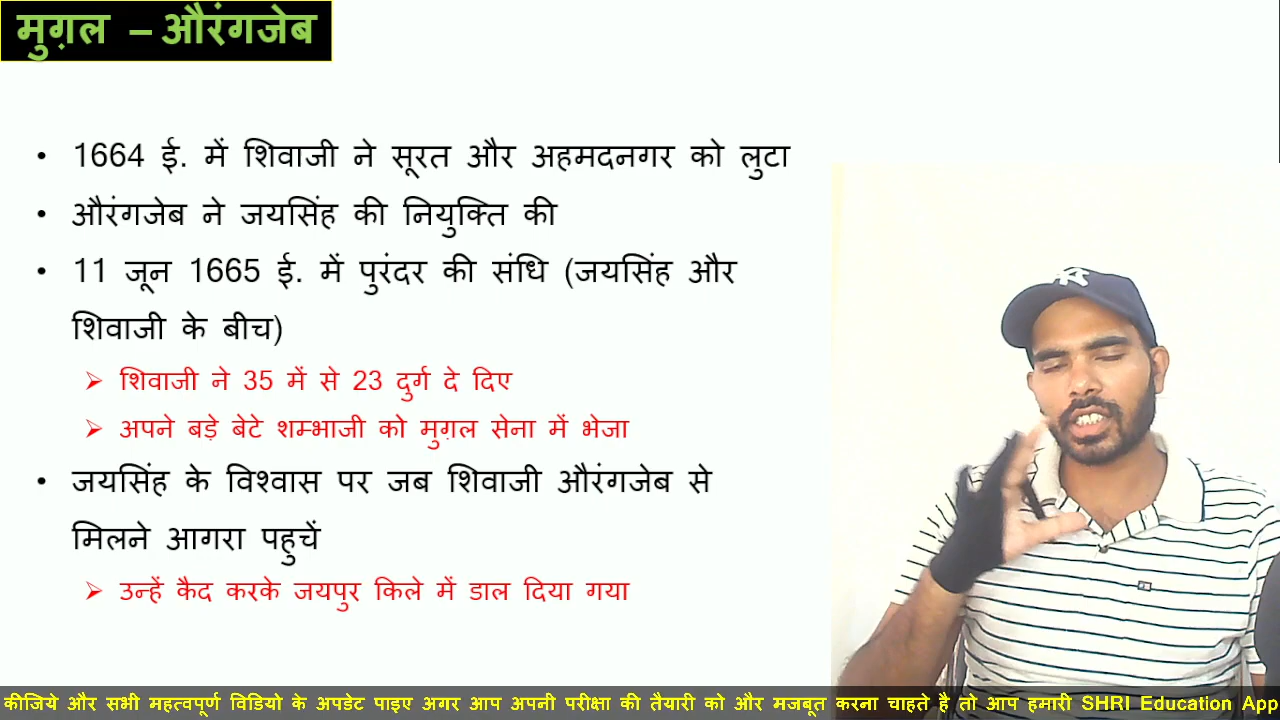 मुग़ल – औरंगजेब
• 1664 ई. में शिवाजी ने सूरत और अहमदनगर को लुटा
• औरंगजेब ने जयसिंह की नियुक्ति की
• 11 जून 1665 ई. में पुरंदर की संधि (जयसिंह और
शिवाजी के बीच)
➢ शिवाजी ने 35 में से 23 दुर्ग दे दिए
➢ अपने बड़े बेटे शम्भाजी को मुग़ल सेना में भेजा
• जयसिंह के विश्वास पर जब शिवाजी औरंगजेब से
मिलने आगरा पहुचें
➢ उन्हें कैद करके जयपुर किले में डाल दिया गया
कीजिये और सभी महत्वपूर्ण विडियो के अपडेट पाइए अगर आप अपनी परीक्षा की तैयारी को और मजबूत करना चाहते है तो आप हमारी SHRI Education App